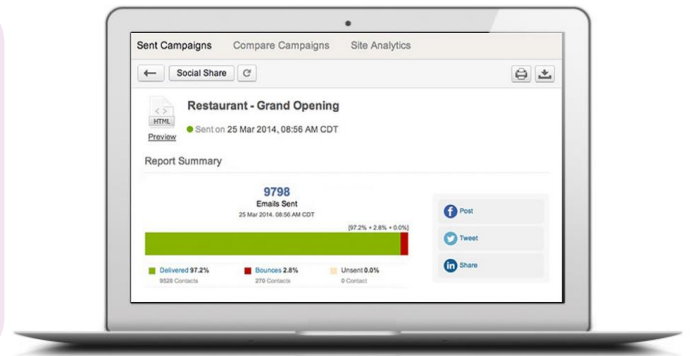 Sent Campaigns Compare Campaigns Site Analytics
Social Share
<>
HTML
Preview
Restaurant - Grand Opening
Sent on 25 Mar 2014, 08:56 AM CDT
Report Summary
9798
Emails Sent
25 Mar 2014. 08:56 AM CDT
[97.2% + 2.8% + 0.0%]
Delivered 97.2% Bounces 2.8% Unsent 0.0%
9528 Contacts 270 Contacts 0 Contact
f Post
Tweet
in Share